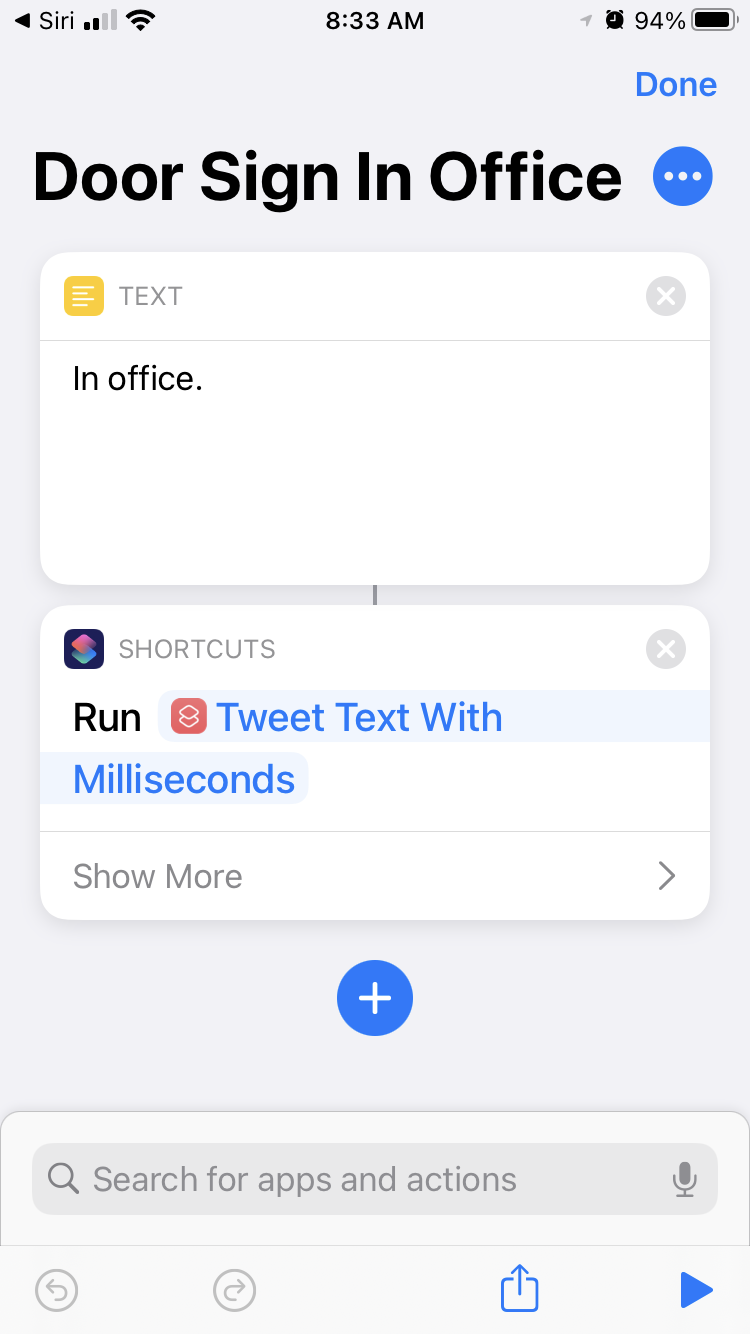 Siri 8:33 AM 94%
Done
Door Sign In Office
TEXT
In office.
SHORTCUTS
Run Tweet Text With
Milliseconds
Show More
Search for apps and actions